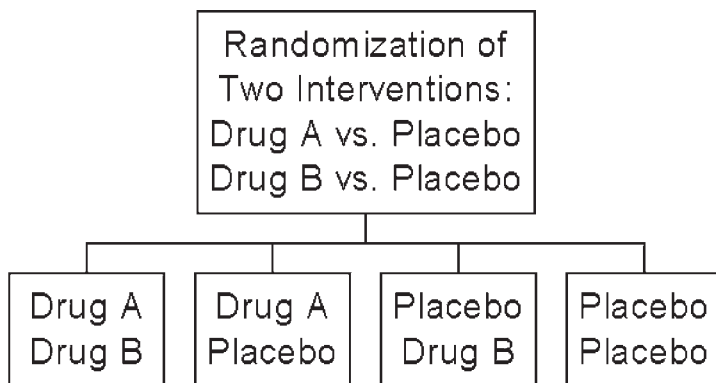 Randomization of
Two Interventions:
Drug A vs. Placebo
Drug B vs. Placebo
Drug A
Drug B
Drug A
Placebo
Placebo
Drug B
Placebo
Placebo